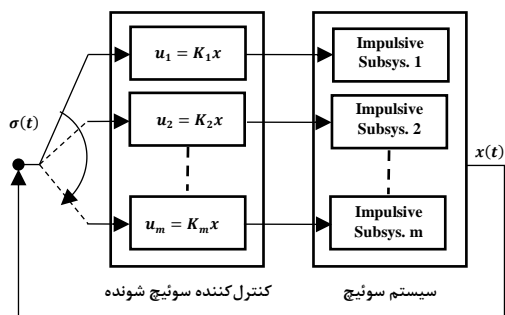 σ(t)
u₁ = K₁x
Impulsive
Subsys. 1
u₂ = K₂x
Impulsive
Subsys. 2
x(t)
uₘ = Kₘx
Impulsive
Subsys. m
کنترل‌کننده سوئیچ شونده
سیستم سوئیچ